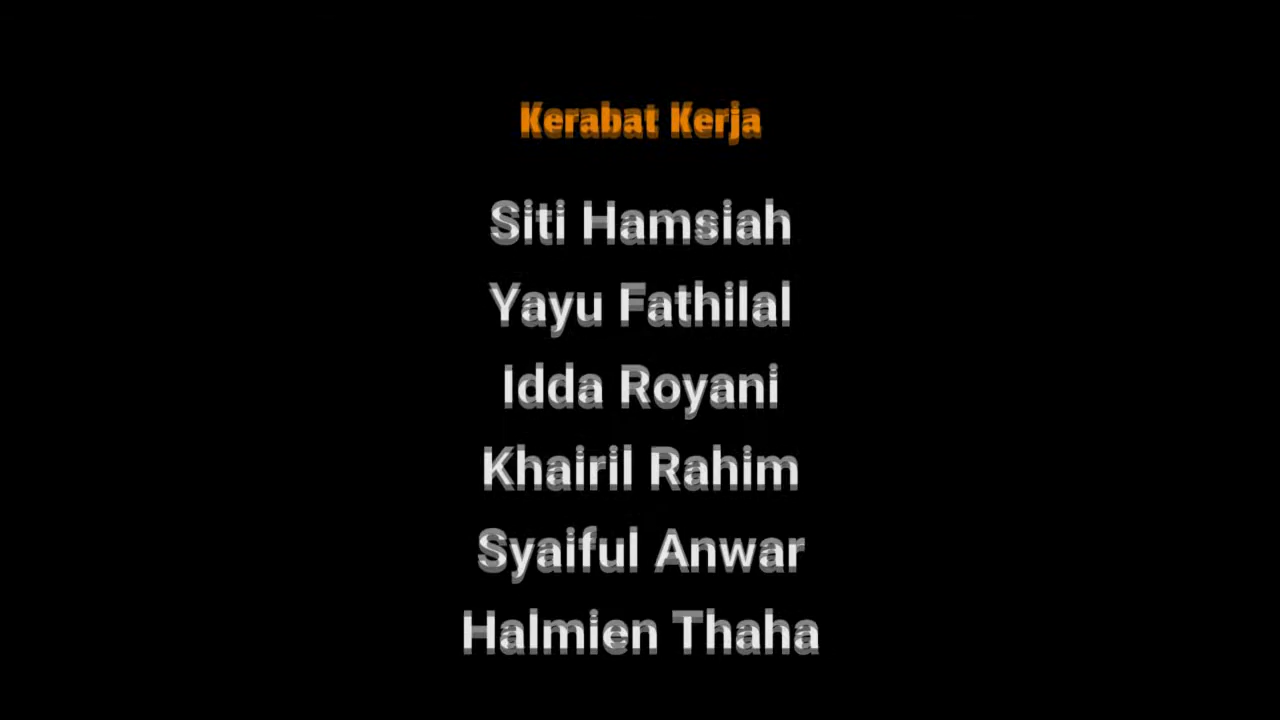 Kerabat Kerja
Siti Hamsiah
Yayu Fathilal
Idda Royani
Khairil Rahim
Syaiful Anwar
Halmien Thaha